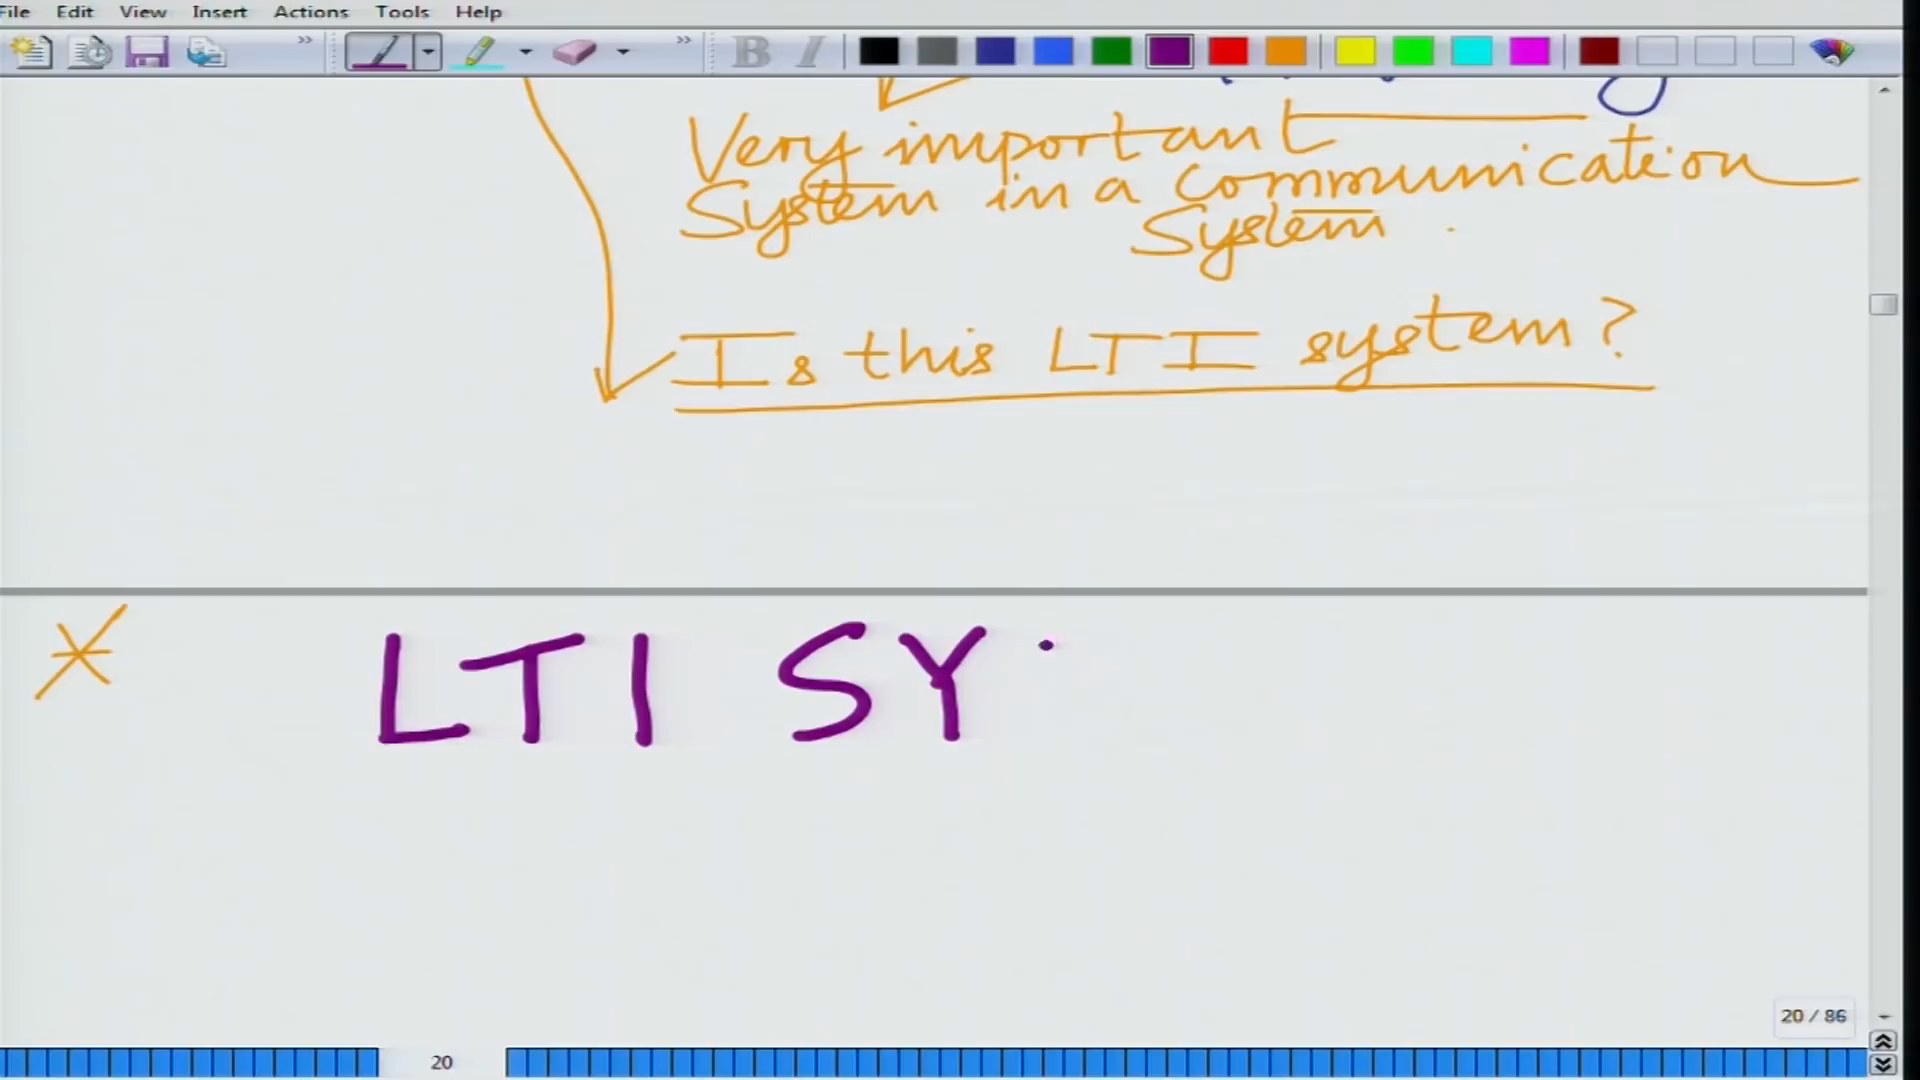 File Edit View Insert Actions Tools Help
B I
Very important
System in a communication
System.
Is this LTI system?
LTI SY
20 / 86
20